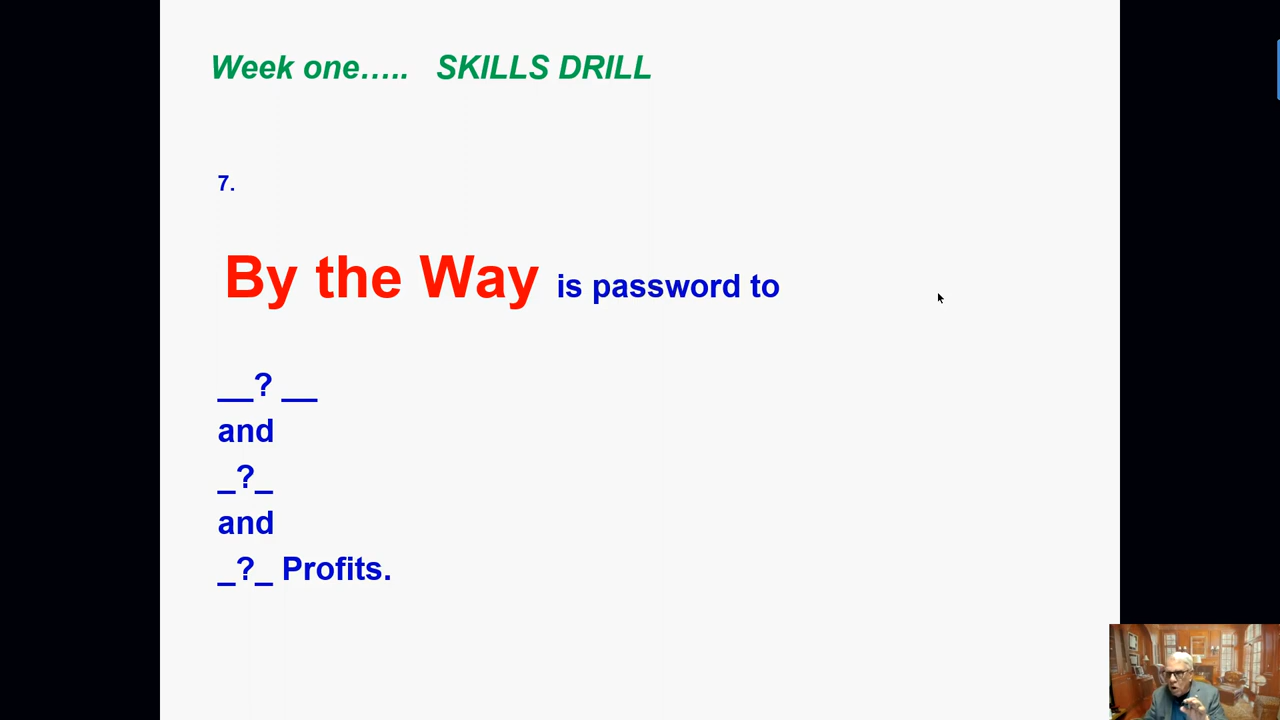 Week one….. SKILLS DRILL
7.
By the Way is password to
__? __
and
_?_
and
_?_ Profits.